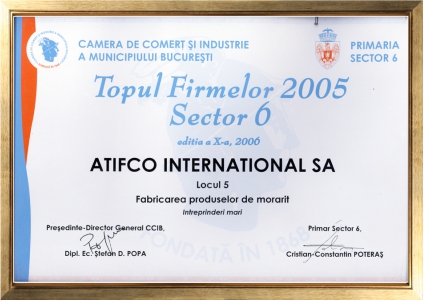 CAMERA DE COMERȚ ȘI INDUSTRIE
A MUNICIPIULUI BUCUREȘTI
PRIMARIA
SECTOR 6
Topul Firmelor 2005
Sector 6
editia a X-a, 2006
ATIFCO INTERNATIONAL SA
Locul 5
Fabricarea produselor de morarit
Intreprinderi mari
Președinte-Director General CCIB,
Primar Sector 6,
Dipl. Ec. Ștefan D. POPA
Cristian-Constantin POTERAȘ
FONDATĂ ÎN 1868